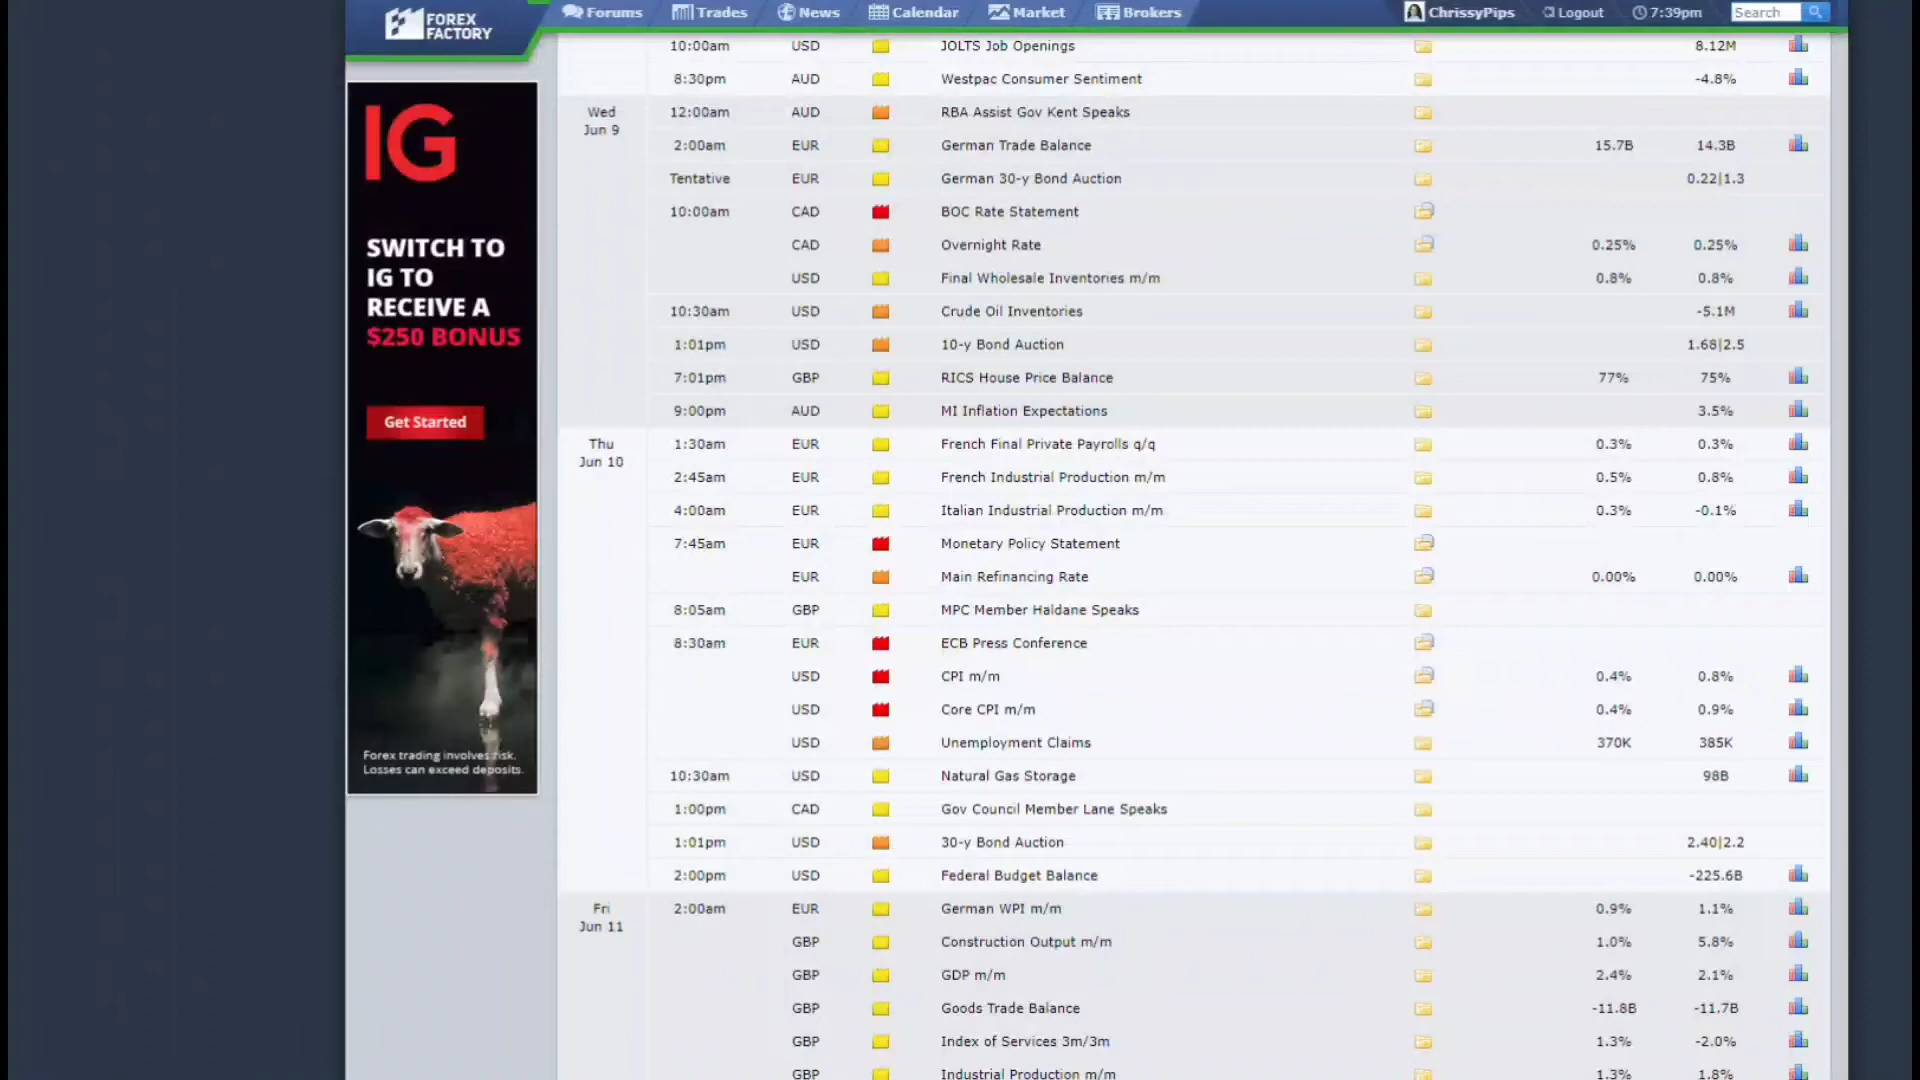 FOREX FACTORY
Forums Trades News Calendar Market Brokers ChrissyPips Logout 7:39pm Search
10:00am USD JOLTS Job Openings 8.12M
8:30pm AUD Westpac Consumer Sentiment -4.8%
Wed Jun 9 12:00am AUD RBA Assist Gov Kent Speaks
2:00am EUR German Trade Balance 15.7B 14.3B
Tentative EUR German 30-y Bond Auction 0.22|1.3
10:00am CAD BOC Rate Statement
CAD Overnight Rate 0.25% 0.25%
USD Final Wholesale Inventories m/m 0.8% 0.8%
10:30am USD Crude Oil Inventories -5.1M
1:01pm USD 10-y Bond Auction 1.68|2.5
7:01pm GBP RICS House Price Balance 77% 75%
9:00pm AUD MI Inflation Expectations 3.5%
Thu Jun 10 1:30am EUR French Final Private Payrolls q/q 0.3% 0.3%
2:45am EUR French Industrial Production m/m 0.5% 0.8%
4:00am EUR Italian Industrial Production m/m 0.3% -0.1%
7:45am EUR Monetary Policy Statement
EUR Main Refinancing Rate 0.00% 0.00%
8:05am GBP MPC Member Haldane Speaks
8:30am EUR ECB Press Conference
USD CPI m/m 0.4% 0.8%
USD Core CPI m/m 0.4% 0.9%
USD Unemployment Claims 370K 385K
10:30am USD Natural Gas Storage 98B
1:00pm CAD Gov Council Member Lane Speaks
1:01pm USD 30-y Bond Auction 2.40|2.2
2:00pm USD Federal Budget Balance -225.6B
Fri Jun 11 2:00am EUR German WPI m/m 0.9% 1.1%
GBP Construction Output m/m 1.0% 5.8%
GBP GDP m/m 2.4% 2.1%
GBP Goods Trade Balance -11.8B -11.7B
GBP Index of Services 3m/3m 1.3% -2.0%
GBP Industrial Production m/m 1.3% 1.8%
IG
SWITCH TO
IG TO
RECEIVE A
$250 BONUS
Get Started
Forex trading involves risk.
Losses can exceed deposits.